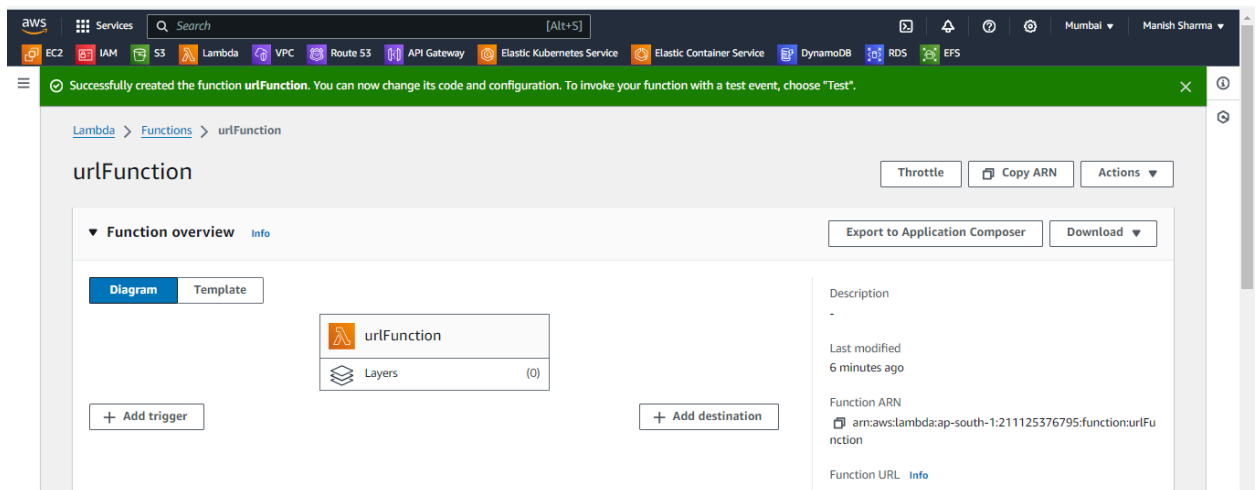 aws Services Search [Alt+S] Mumbai Manish Sharma
EC2 IAM S3 Lambda VPC Route 53 API Gateway Elastic Kubernetes Service Elastic Container Service DynamoDB RDS EFS
Successfully created the function urlFunction. You can now change its code and configuration. To invoke your function with a test event, choose "Test".
Lambda > Functions > urlFunction
urlFunction
Throttle Copy ARN Actions
Function overview Info
Export to Application Composer Download
Diagram Template
urlFunction
Layers (0)
+ Add trigger
+ Add destination
Description
-
Last modified
6 minutes ago
Function ARN
arn:aws:lambda:ap-south-1:211125376795:function:urlFu
nction
Function URL Info